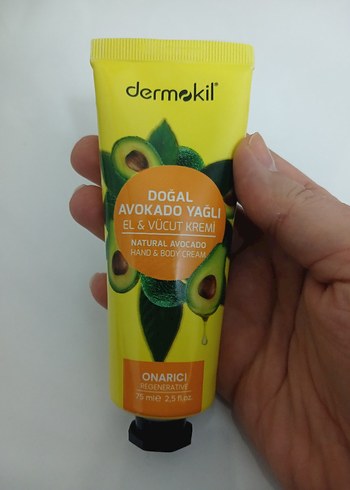 dermokil®
DOĞAL
AVOKADO YAĞLI
EL & VÜCUT KREMİ
NATURAL AVOCADO
HAND & BODY CREAM
ONARICI
REGENERATIVE
75 ml e 2,5 fl.oz.